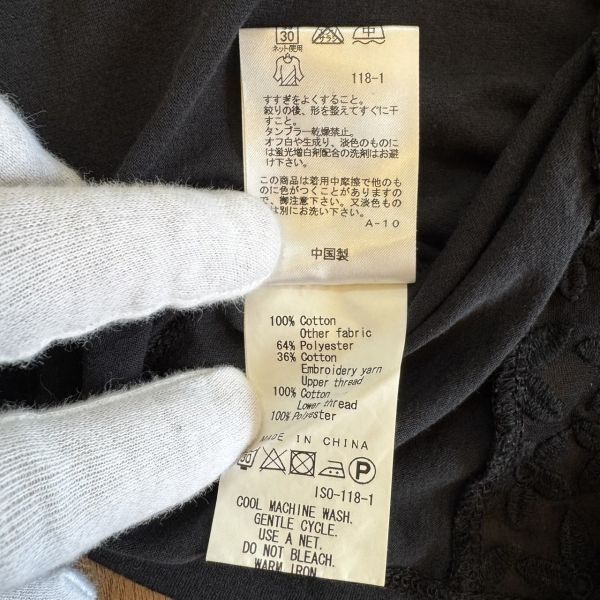 30
サラシ
中
ネット使用
118-1
すすぎをよくすること。
絞りの後、形を整えてすぐに干
すこと。
タンブラー乾燥禁止。
オフ白や生成り、淡色のものに
は蛍光増白剤配合の洗剤はお避
け下さい。
この商品は着用中摩擦で他のも
のに色がつくことがありますの
で、御注意下さい。又淡色もの
は別にお洗い下さい。
A-10
中国製
100% Cotton
Other fabric
64% Polyester
36% Cotton
Embroidery yarn
Upper thread
100% Cotton
Lower thread
100% Polyester
MADE IN CHINA
30
P
ISO-118-1
COOL MACHINE WASH.
GENTLE CYCLE.
USE A NET.
DO NOT BLEACH.
WARM IRON